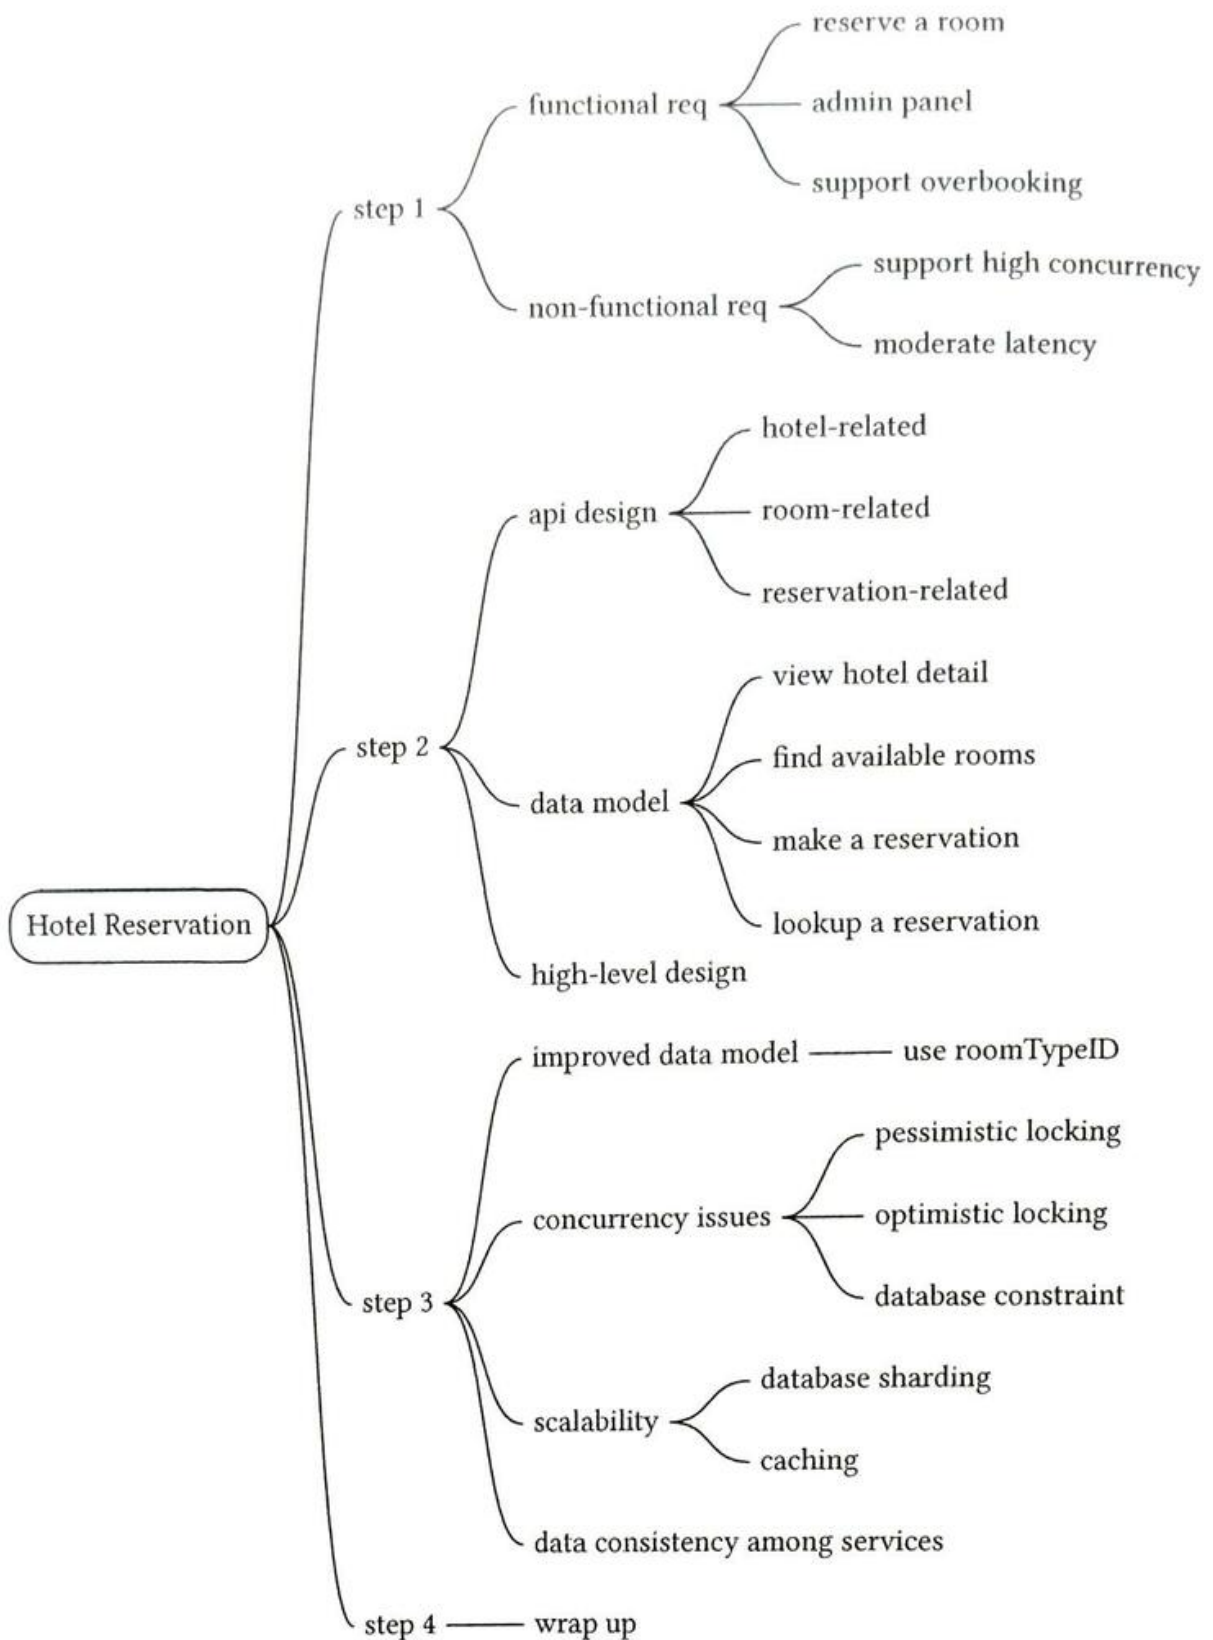 reserve a room
functional req
admin panel
support overbooking
step 1
support high concurrency
non-functional req
moderate latency
hotel-related
api design
room-related
reservation-related
view hotel detail
step 2
find available rooms
data model
make a reservation
lookup a reservation
Hotel Reservation
high-level design
improved data model
use roomTypeID
pessimistic locking
concurrency issues
optimistic locking
database constraint
step 3
database sharding
scalability
caching
data consistency among services
step 4
wrap up